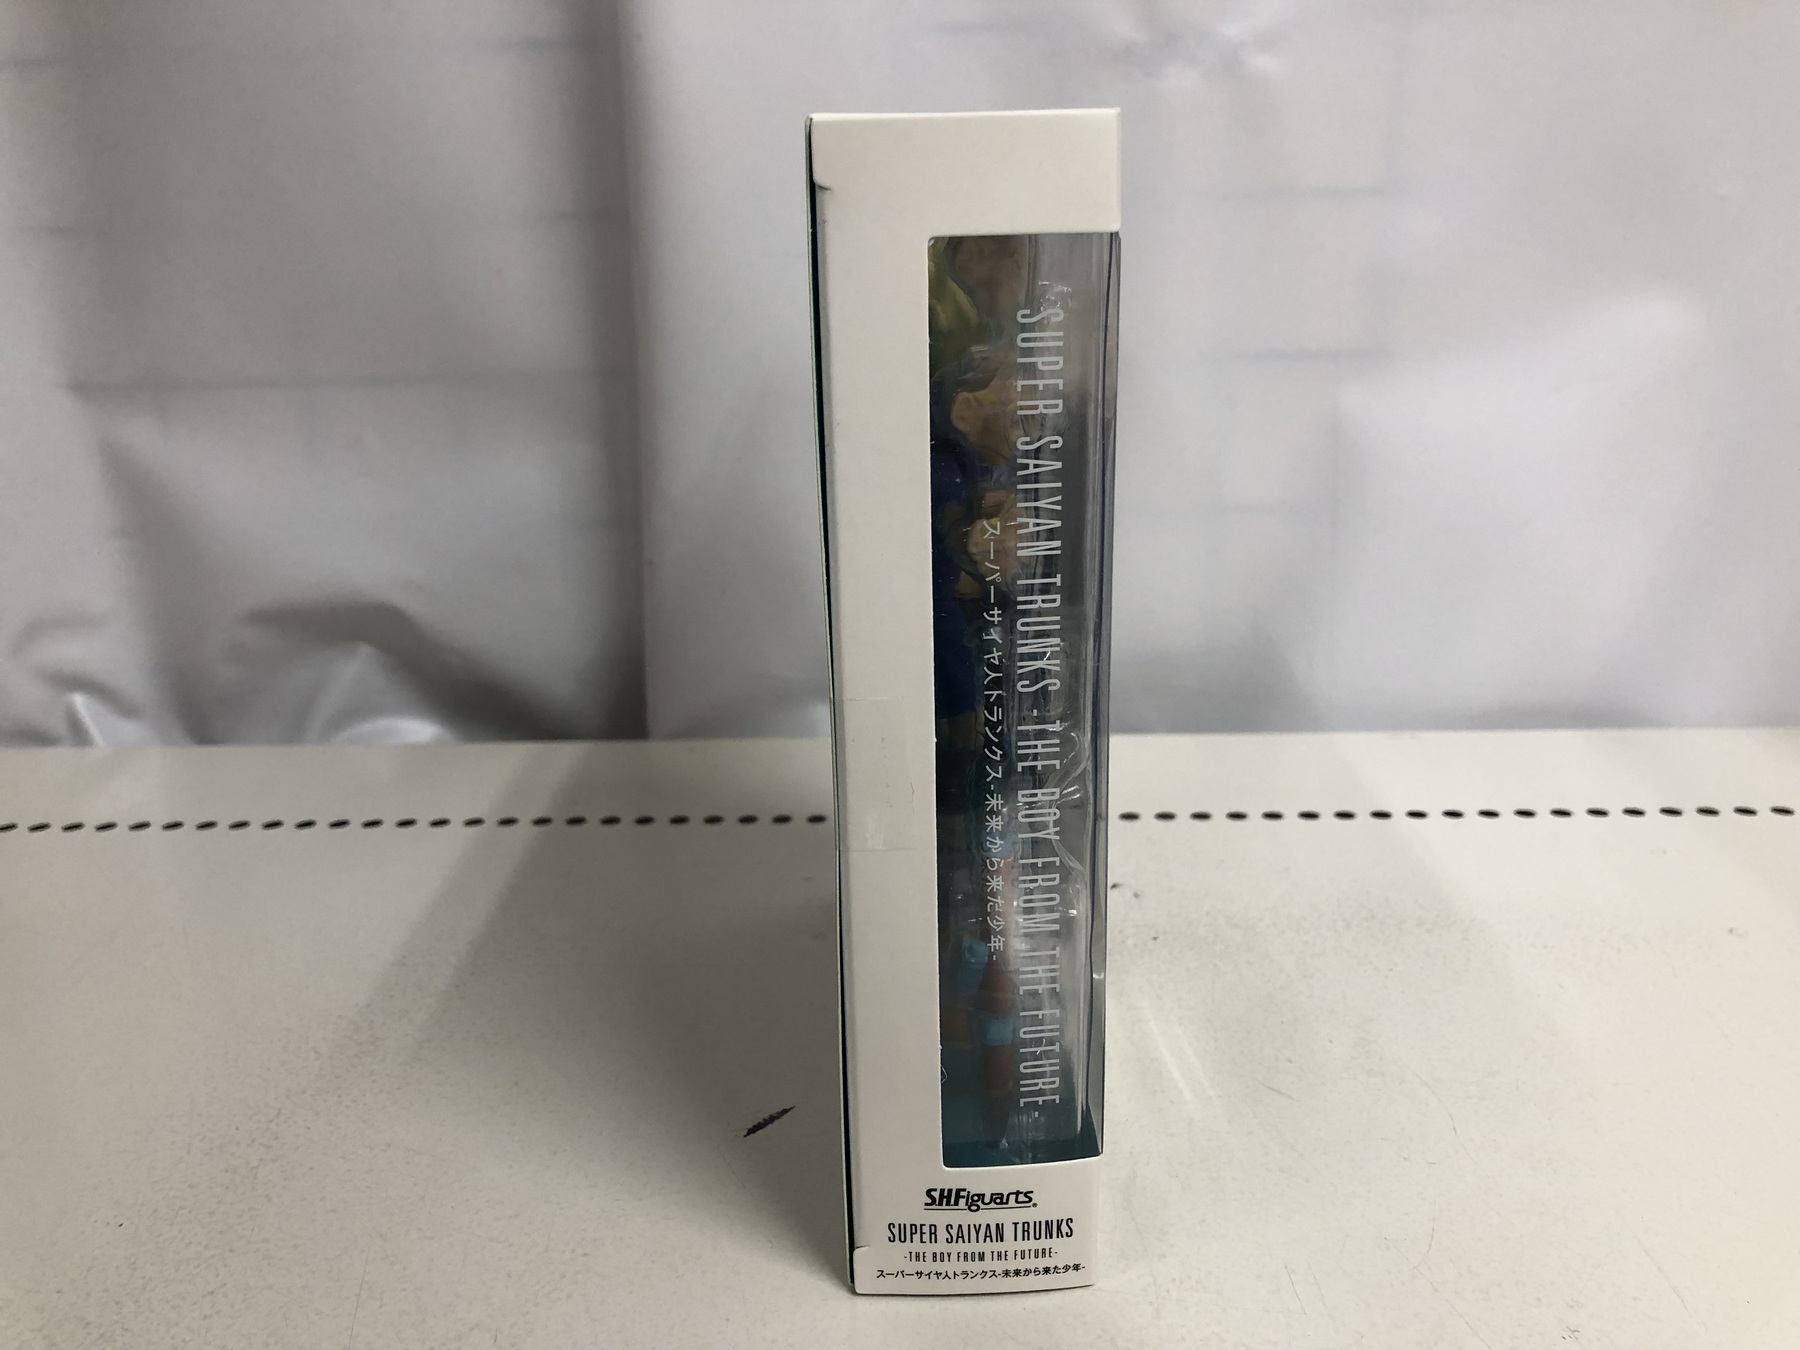 SUPER SAIYAN TRUNKS -THE BOY FROM THE FUTURE-
スーパーサイヤ人トランクス-未来から来た少年-
S.H.Figuarts®
SUPER SAIYAN TRUNKS
-THE BOY FROM THE FUTURE-
スーパーサイヤ人トランクス-未来から来た少年-